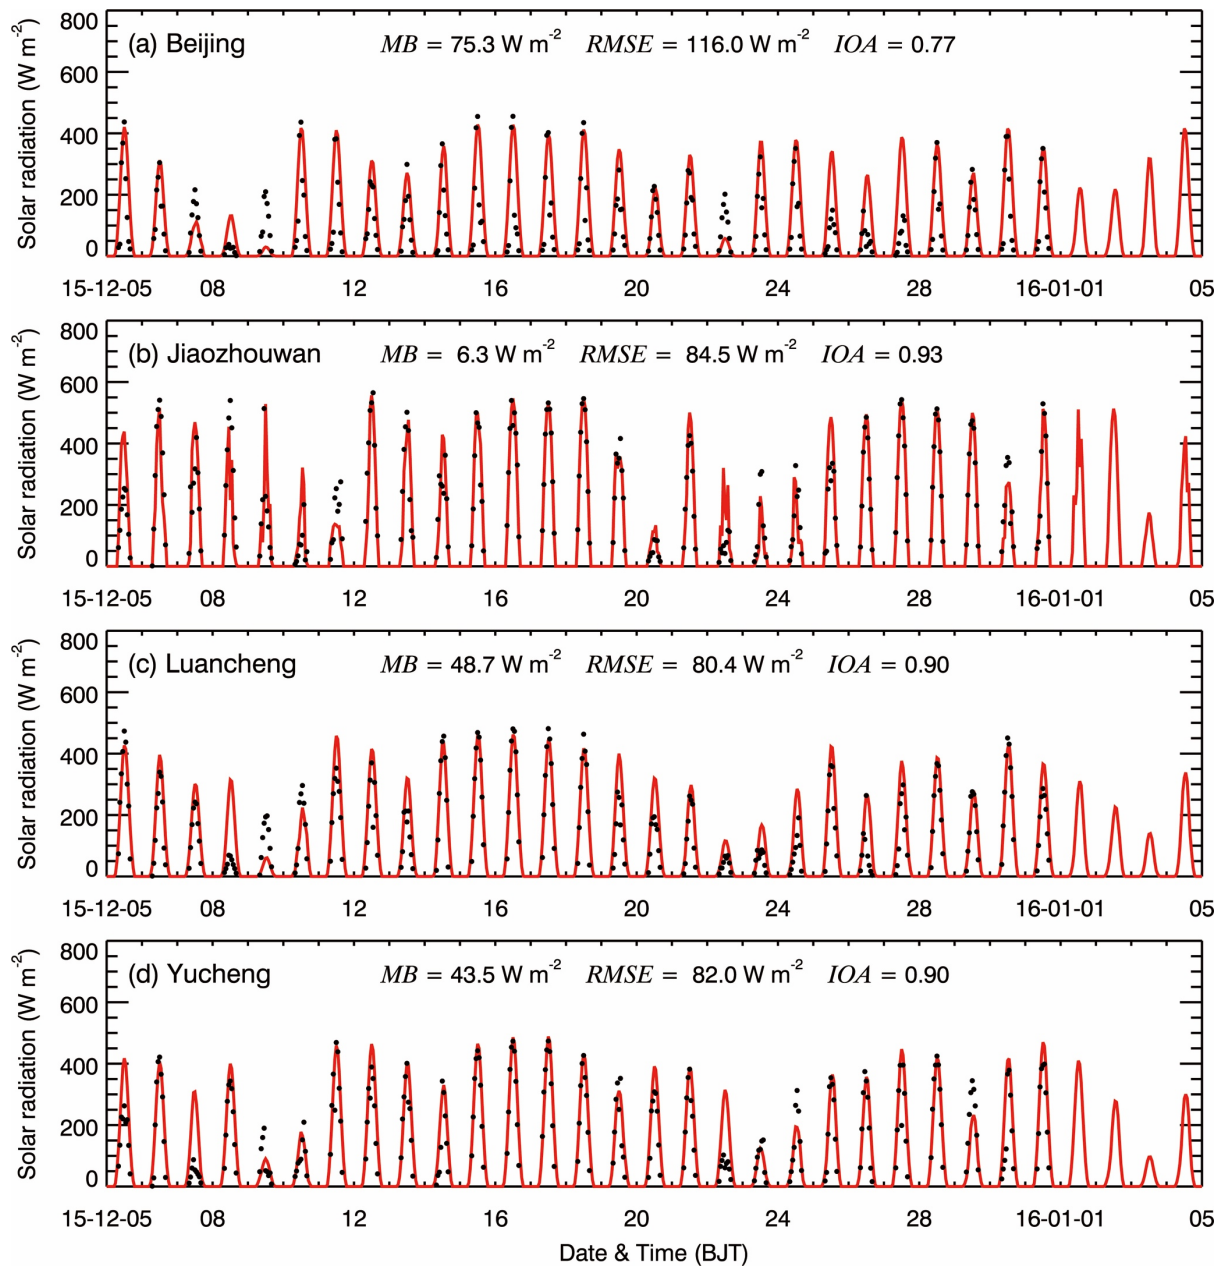 800
(a) Beijing MB = 75.3 W m-2 RMSE = 116.0 W m-2 IOA = 0.77
600
400
200
0
Solar radiation (W m-2)
15-12-05 08 12 16 20 24 28 16-01-01 05
800
(b) Jiaozhouwan MB = 6.3 W m-2 RMSE = 84.5 W m-2 IOA = 0.93
600
400
200
0
Solar radiation (W m-2)
15-12-05 08 12 16 20 24 28 16-01-01 05
800
(c) Luancheng MB = 48.7 W m-2 RMSE = 80.4 W m-2 IOA = 0.90
600
400
200
0
Solar radiation (W m-2)
15-12-05 08 12 16 20 24 28 16-01-01 05
800
(d) Yucheng MB = 43.5 W m-2 RMSE = 82.0 W m-2 IOA = 0.90
600
400
200
0
Solar radiation (W m-2)
15-12-05 08 12 16 20 24 28 16-01-01 05
Date & Time (BJT)